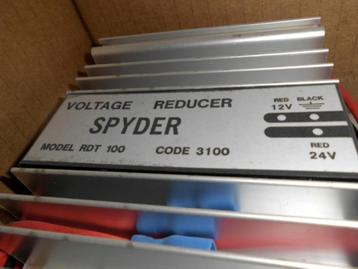 VOLTAGE REDUCER
SPYDER
MODEL RDT 100 CODE 3100
RED BLACK
12V
RED
24V